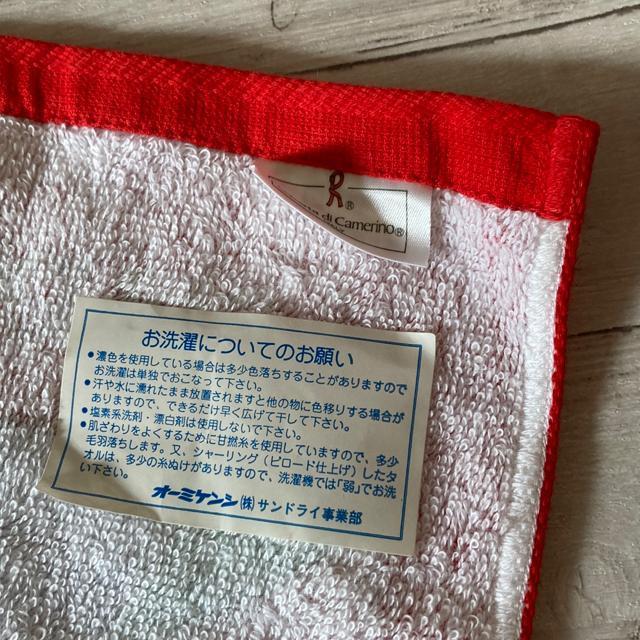 R®
di Camerino®
お洗濯についてのお願い
●濃色を使用している場合は多少色落ちすることがありますので
お洗濯は単独でおこなって下さい。
●汗や水に濡れたまま放置されますと他の物に色移りする場合が
ありますので、できるだけ早く広げて干して下さい。
●塩素系洗剤・漂白剤は使用しないで下さい。
●肌ざわりをよくするために甘撚糸を使用していますので、多少
毛羽落ちします。又、シャーリング(ビロード仕上げ)したタ
オルは、多少の糸ぬけがありますので、洗濯機では「弱」でお洗
い下さい。
オーミケンシ(株)サンドライ事業部